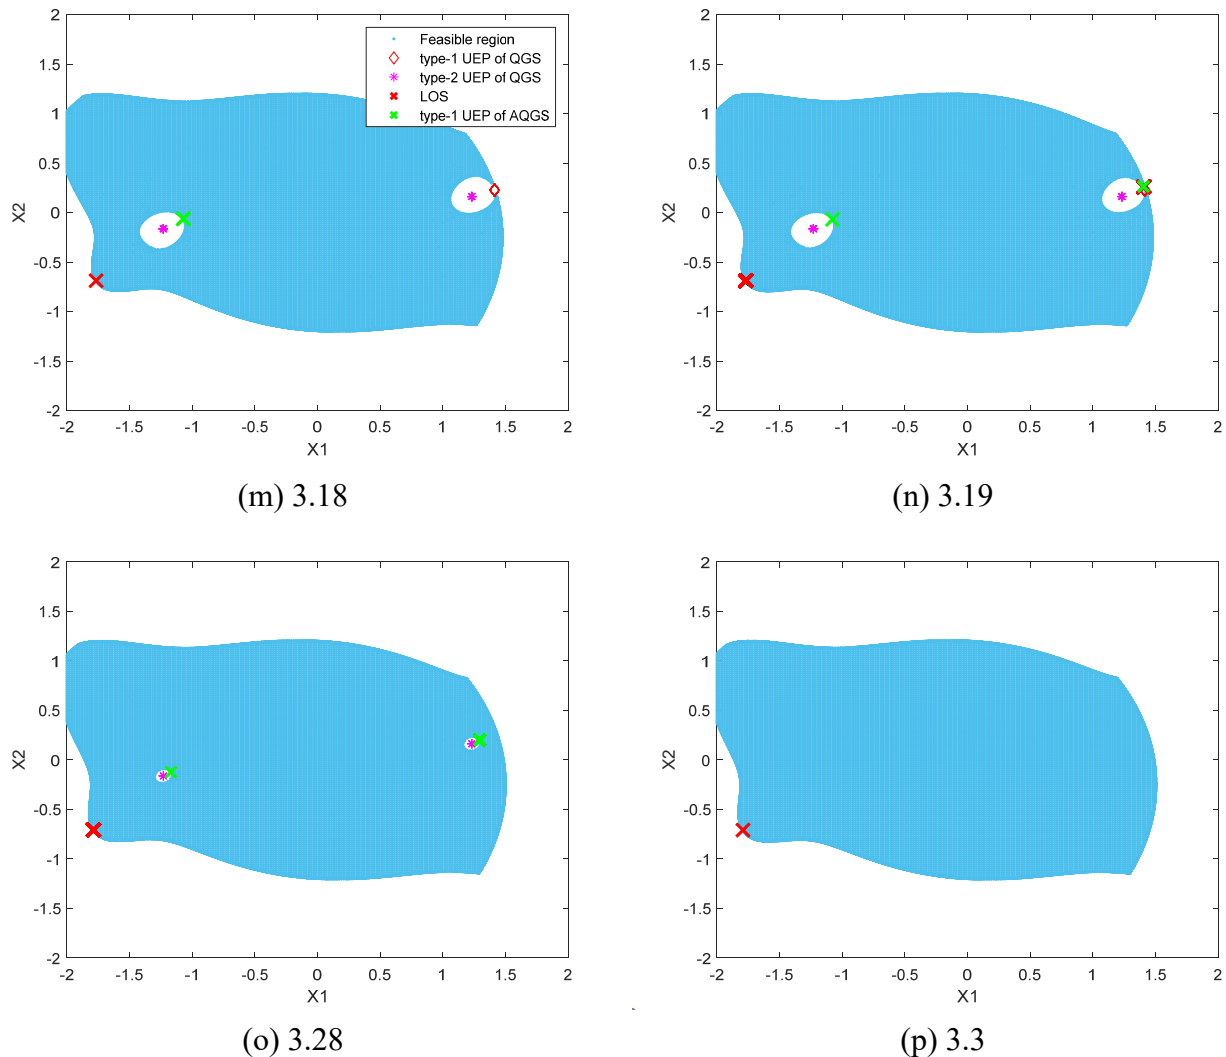 2
1.5
1
0.5
0
-0.5
-1
-1.5
-2
X2
-2 -1.5 -1 -0.5 0 0.5 1 1.5 2
X1
Feasible region
type-1 UEP of QGS
type-2 UEP of QGS
LOS
type-1 UEP of AQGS
(m) 3.18
2
1.5
1
0.5
0
-0.5
-1
-1.5
-2
X2
-2 -1.5 -1 -0.5 0 0.5 1 1.5 2
X1
(n) 3.19
2
1.5
1
0.5
0
-0.5
-1
-1.5
-2
X2
-2 -1.5 -1 -0.5 0 0.5 1 1.5 2
X1
(o) 3.28
2
1.5
1
0.5
0
-0.5
-1
-1.5
-2
X2
-2 -1.5 -1 -0.5 0 0.5 1 1.5 2
X1
(p) 3.3